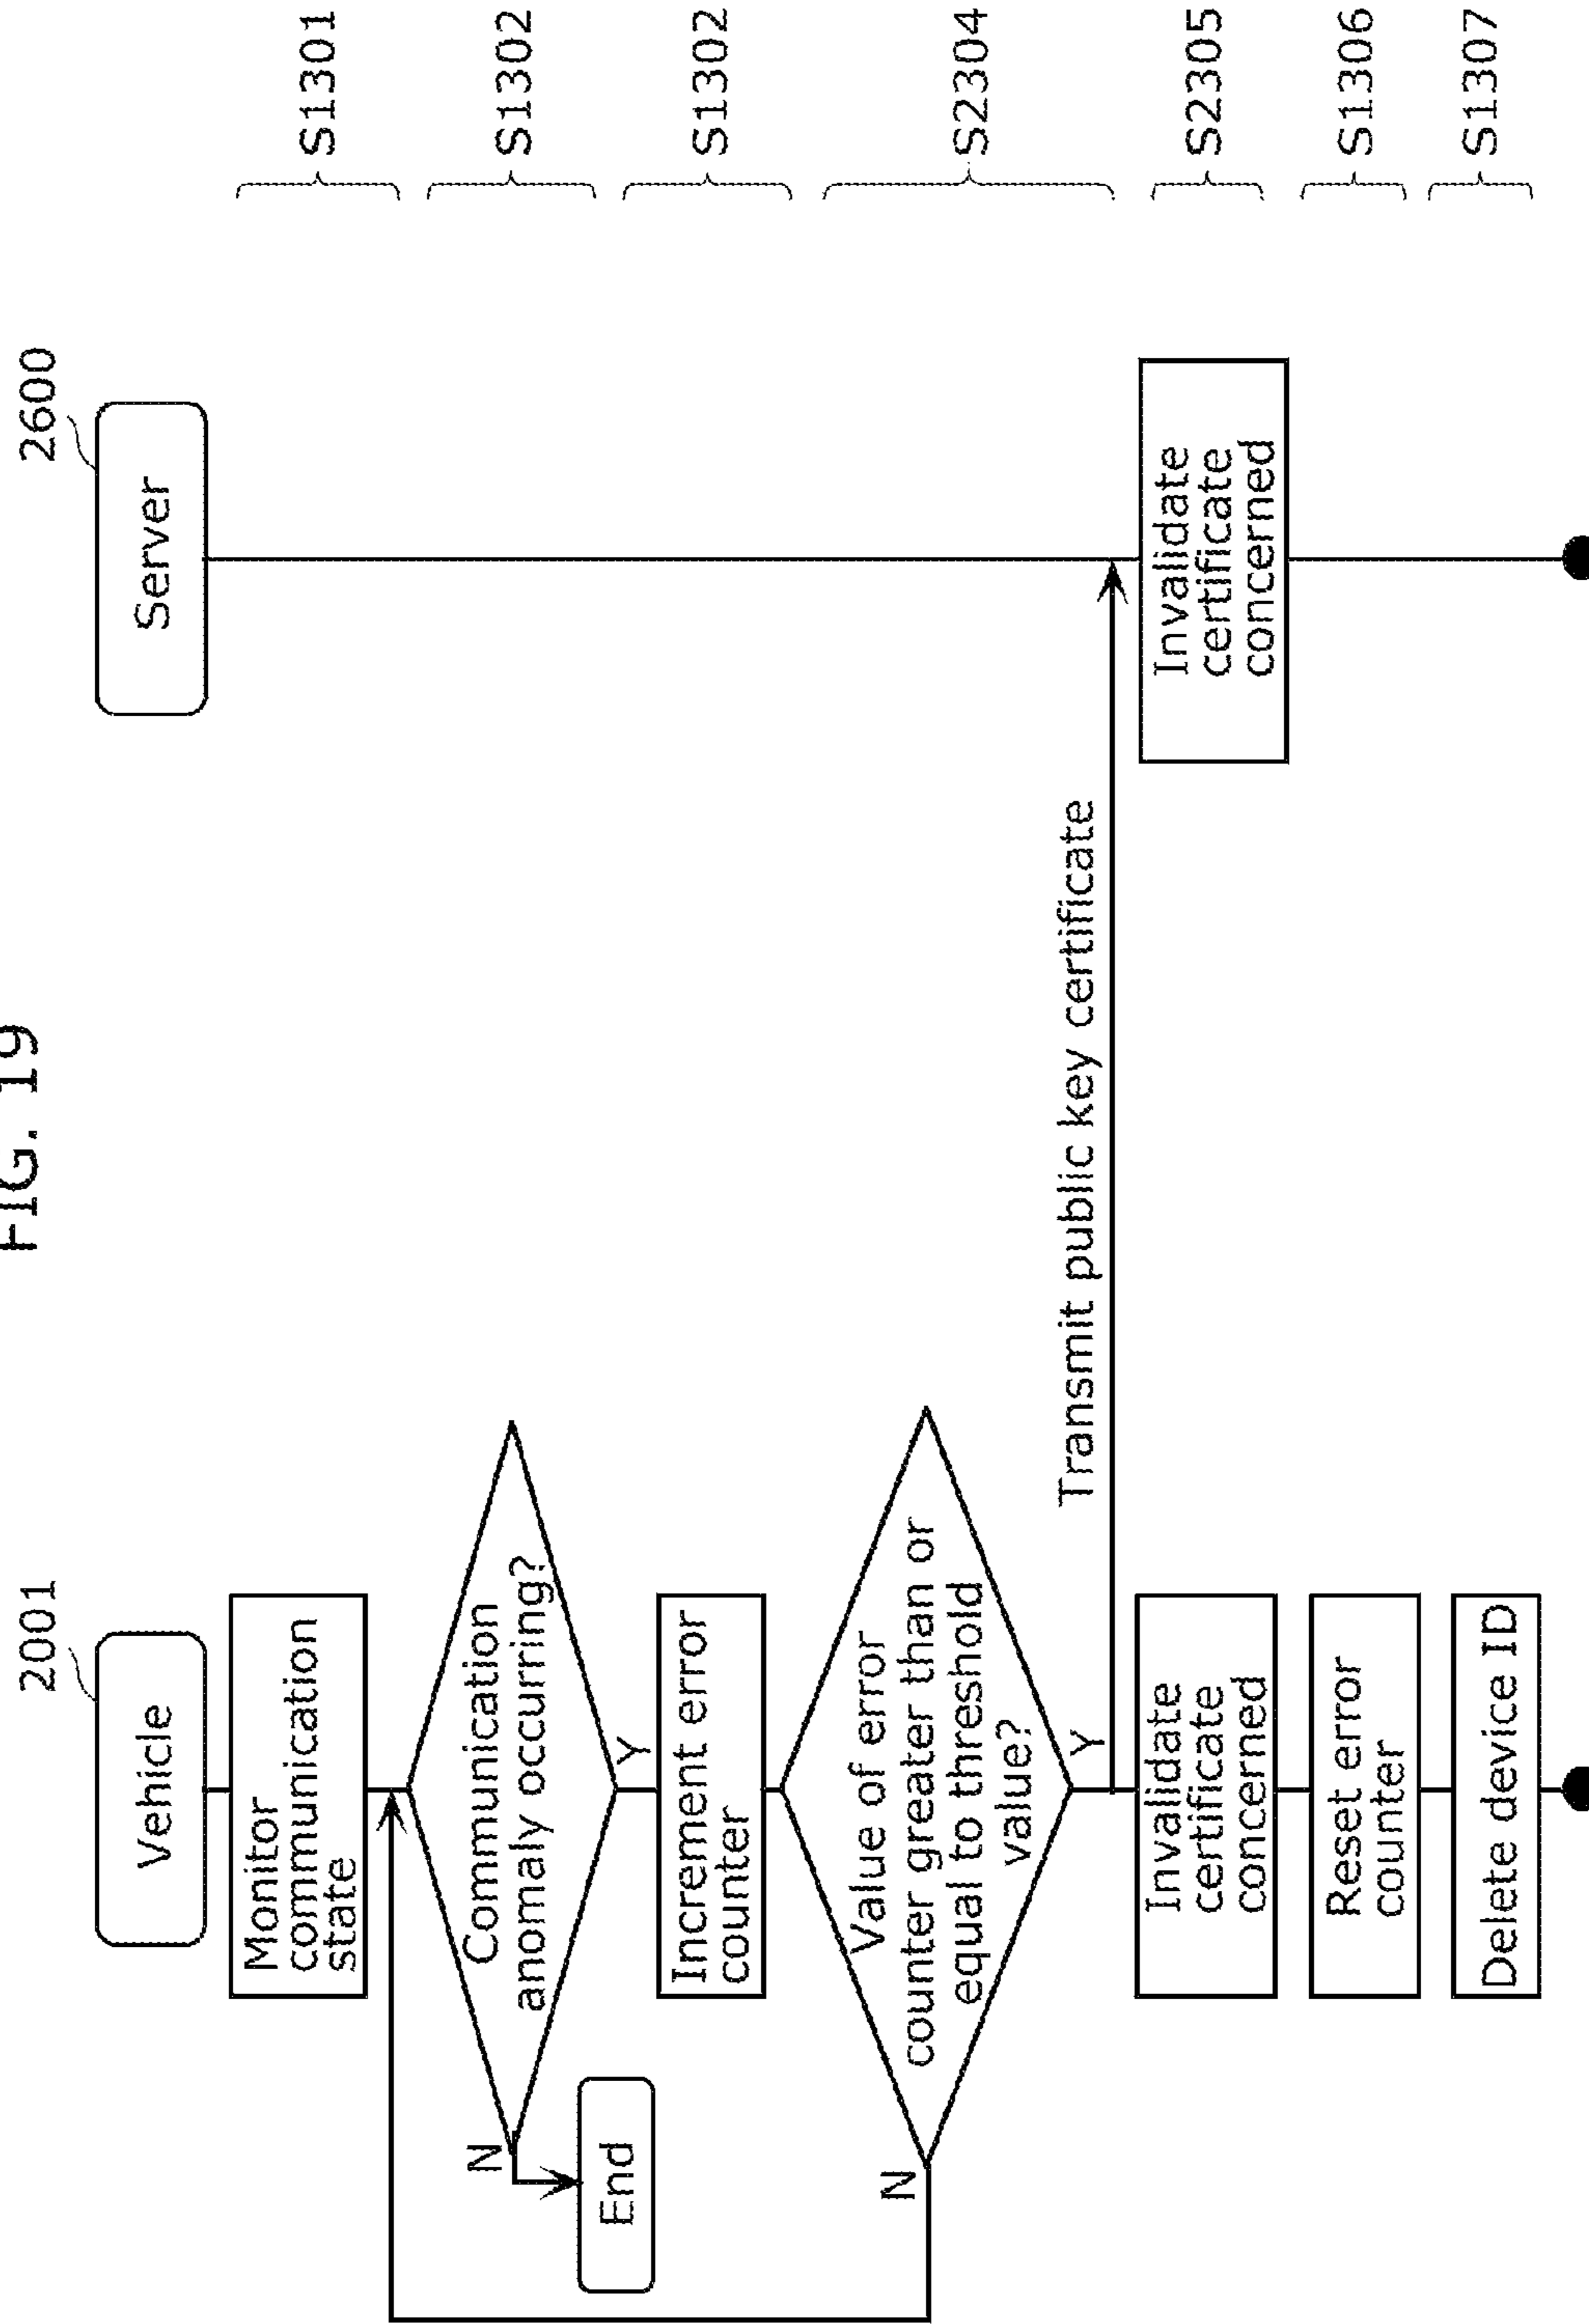 FIG. 19
2001
2600
Vehicle
Server
Monitor
communication
state
S1301
Communication
anomaly occurring?
S1302
N
End
Y
Increment error
counter
S1302
Value of error
counter greater than or
equal to threshold
value?
S2304
N
Y
Transmit public key certificate
Invalidate
certificate
concerned
Invalidate
certificate
concerned
S2305
Reset error
counter
S1306
Delete device ID
S1307